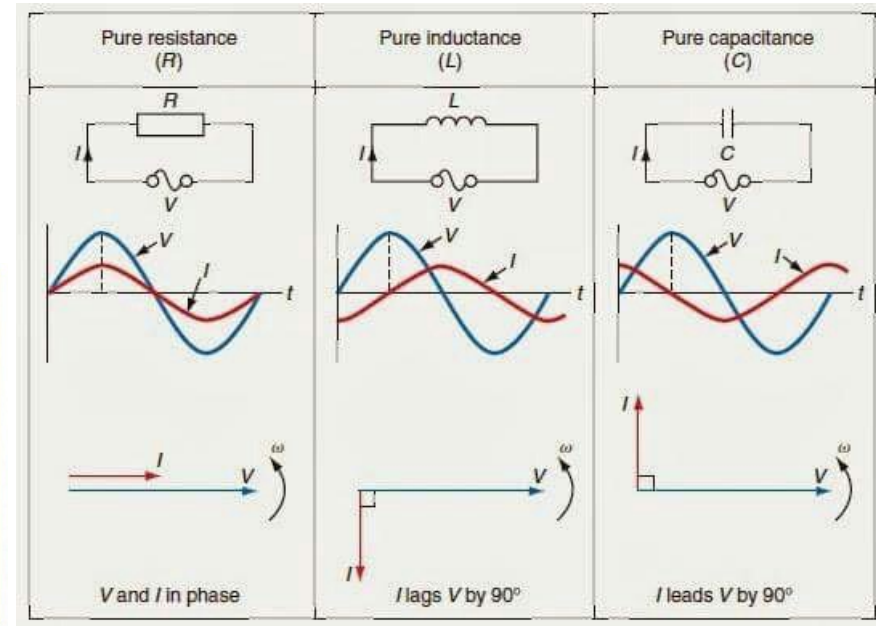 Pure resistance
(R)
R
I
V
V
I
t
I
V
ω
V and I in phase
Pure inductance
(L)
L
I
V
V
I
t
V
ω
I
I lags V by 90°
Pure capacitance
(C)
C
I
V
V
I
t
I
V
ω
I leads V by 90°